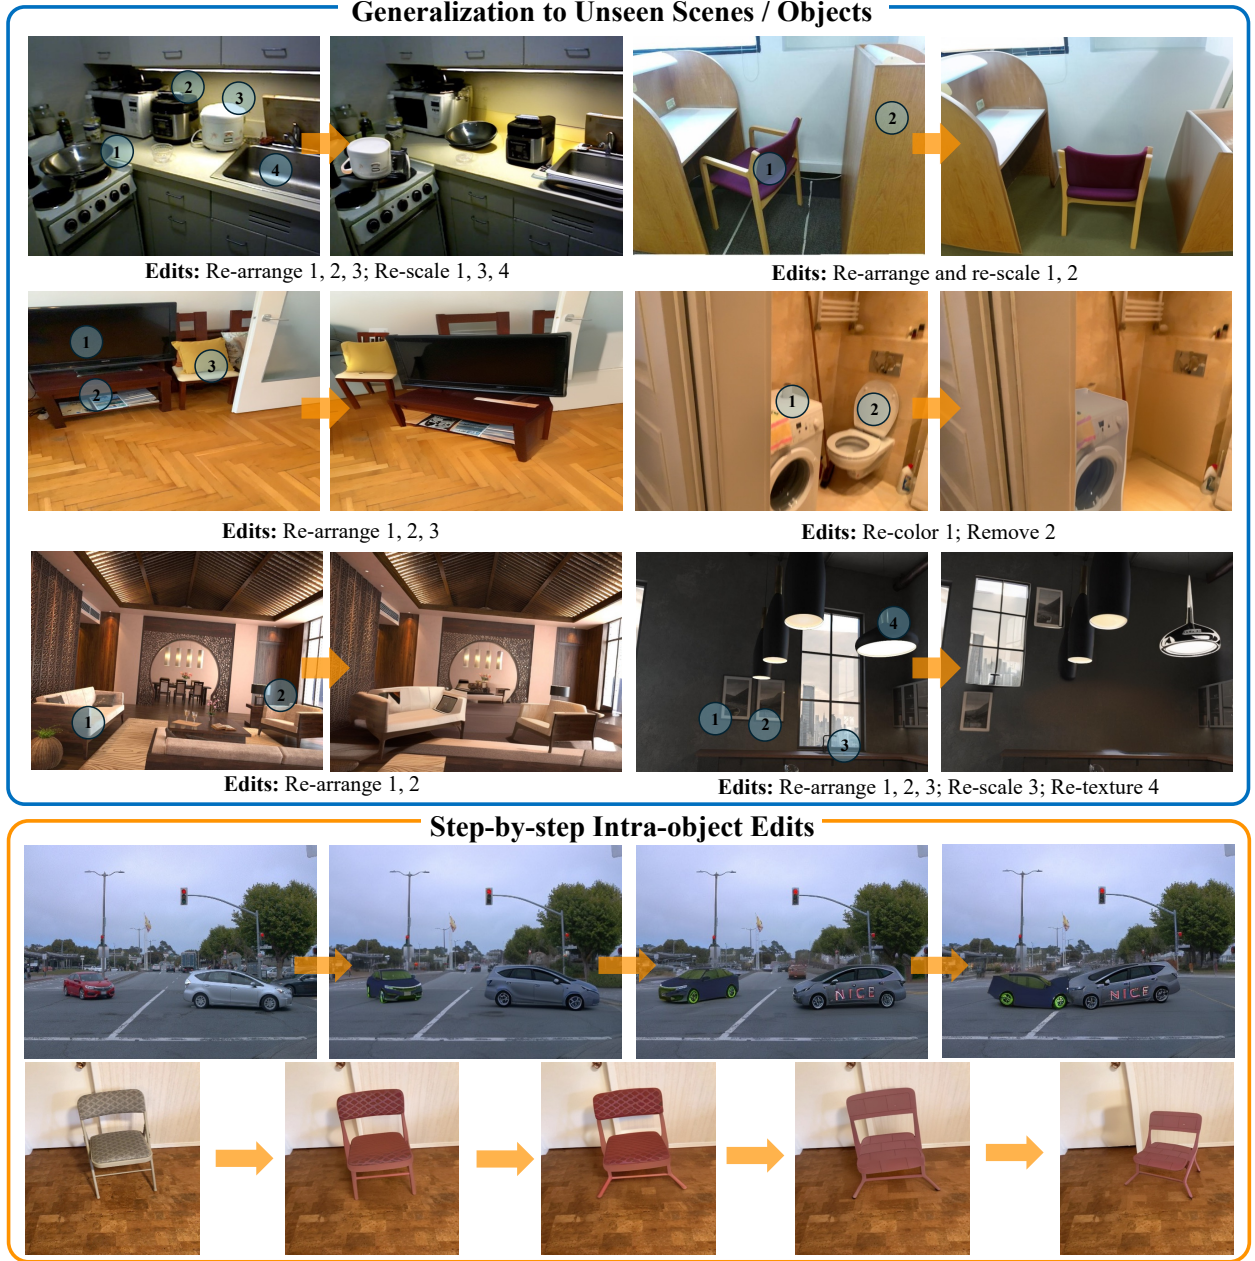 Generalization to Unseen Scenes / Objects
1
2
3
4
1
2
Edits: Re-arrange 1, 2, 3; Re-scale 1, 3, 4
Edits: Re-arrange and re-scale 1, 2
1
2
3
1
2
Edits: Re-arrange 1, 2, 3
Edits: Re-color 1; Remove 2
1
2
1
2
3
4
Edits: Re-arrange 1, 2
Edits: Re-arrange 1, 2, 3; Re-scale 3; Re-texture 4
Step-by-step Intra-object Edits
NICE
NICE